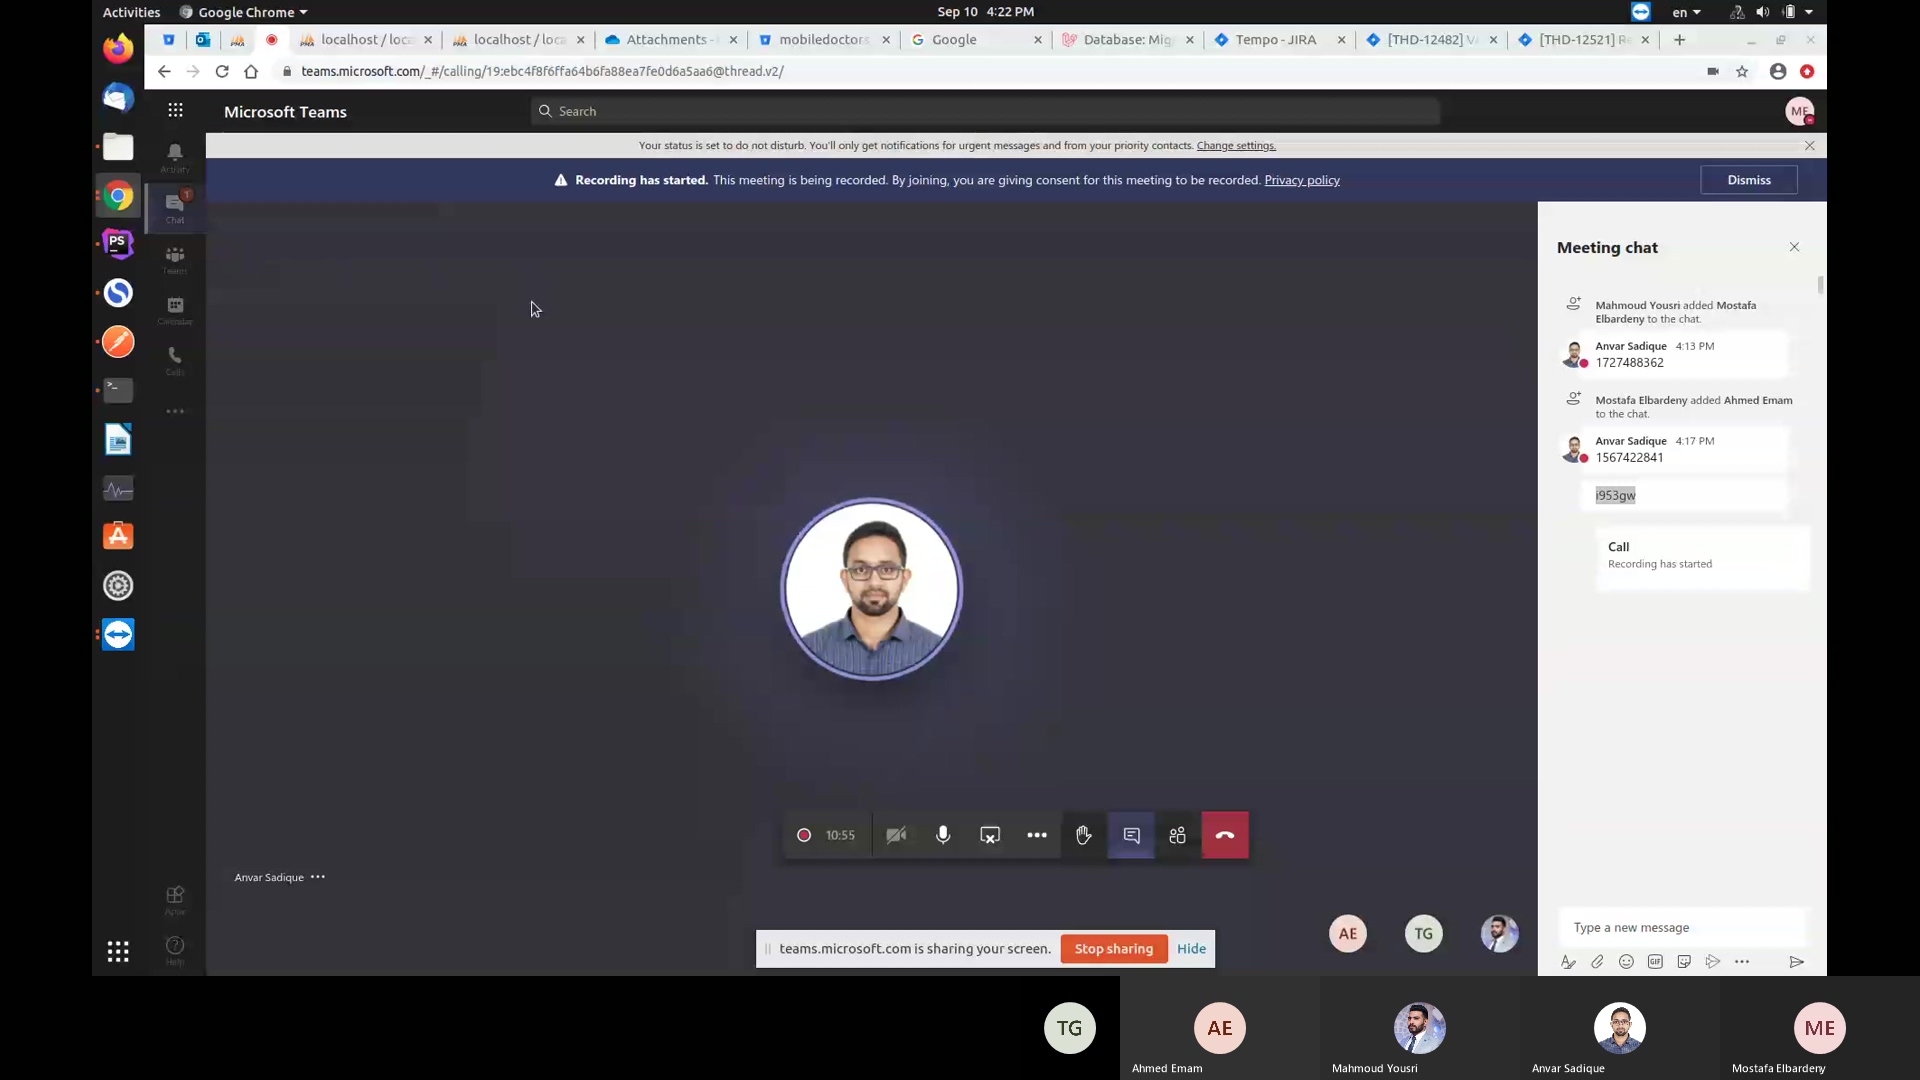 Activities
Google Chrome
Sep 10 4:22 PM
en
localhost / loca
localhost / loca
Attachments -
mobiledoctors
Google
Database: Mig
Tempo - JIRA
[THD-12482] V
[THD-12521] R
teams.microsoft.com/_#/calling/19:ebc4f8f6ffa64b6fa88ea7fe0d6a5aa6@thread.v2/
Microsoft Teams
Search
ME
Your status is set to do not disturb. You'll only get notifications for urgent messages and from your priority contacts. Change settings.
Recording has started. This meeting is being recorded. By joining, you are giving consent for this meeting to be recorded. Privacy policy
Dismiss
Activity
Chat
Teams
Calendar
Calls
Apps
Help
PS
Meeting chat
Mahmoud Yousri added Mostafa
Elbardeny to the chat.
Anvar Sadique 4:13 PM
1727488362
Mostafa Elbardeny added Ahmed Emam
to the chat.
Anvar Sadique 4:17 PM
1567422841
i953gw
Call
Recording has started
10:55
Anvar Sadique
AE
TG
teams.microsoft.com is sharing your screen.
Stop sharing
Hide
Type a new message
GIF
TG
AE
ME
Ahmed Emam
Mahmoud Yousri
Anvar Sadique
Mostafa Elbardeny